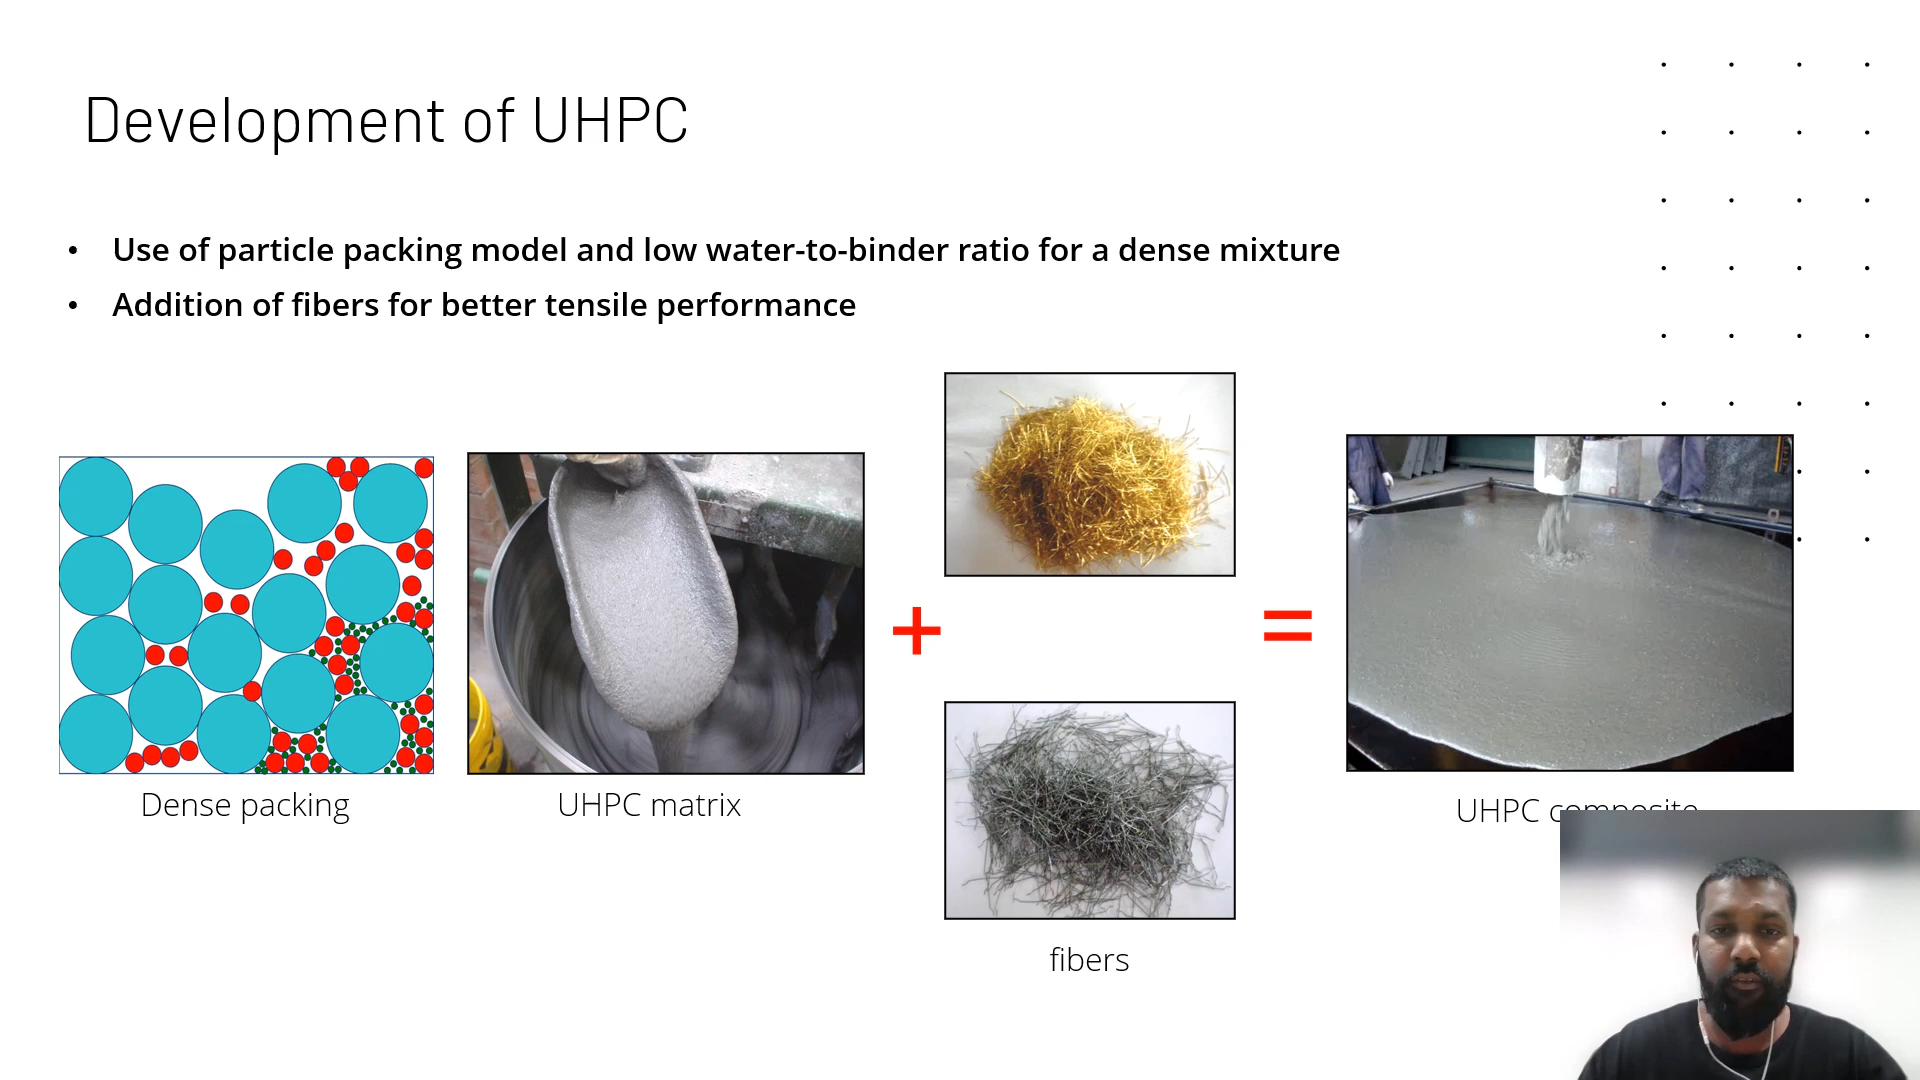 Development of UHPC
• Use of particle packing model and low water-to-binder ratio for a dense mixture
• Addition of fibers for better tensile performance
+
=
Dense packing
UHPC matrix
UHPC composite
fibers